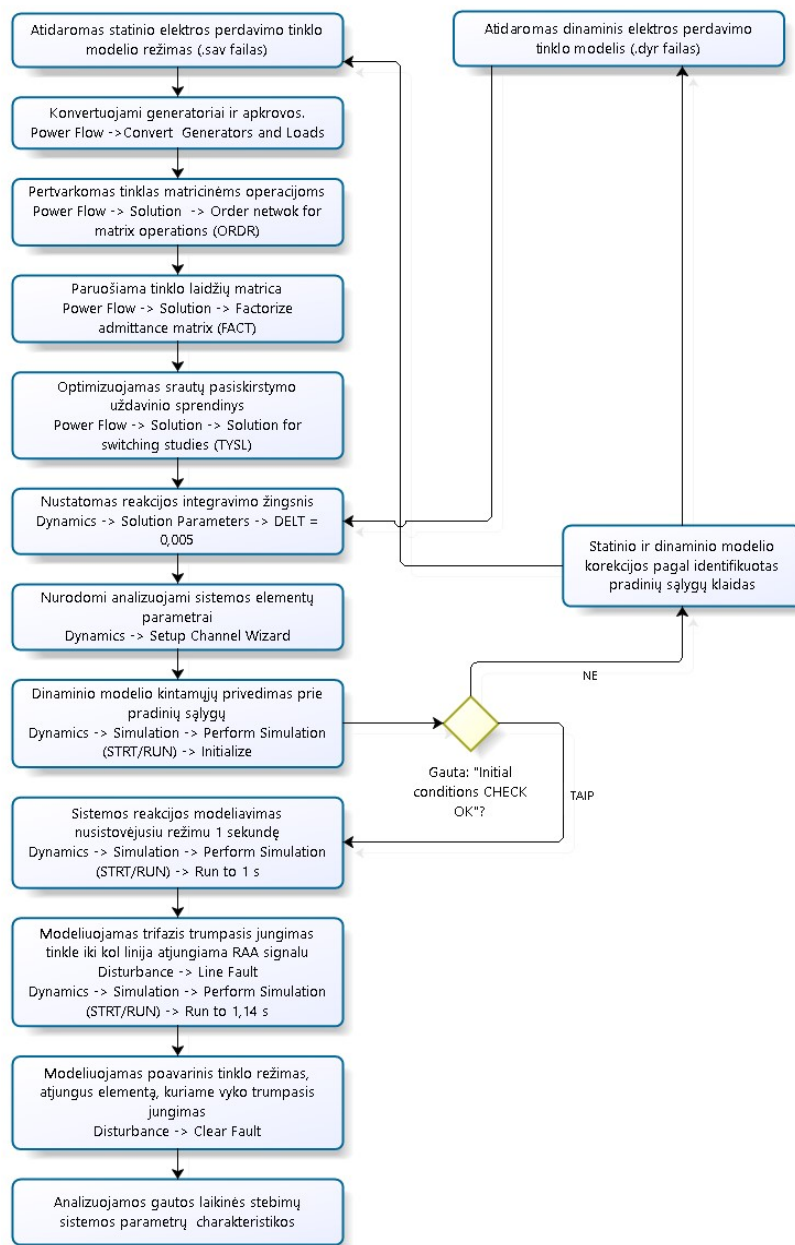 Atidaromas statinio elektros perdavimo tinklo
modelio režimas (.sav failas)
Atidaromas dinaminis elektros perdavimo
tinklo modelis (.dyr failas)
Konvertuojami generatoriai ir apkrovos.
Power Flow ->Convert Generators and Loads
Pertvarkomas tinklas matricinėms operacijoms
Power Flow -> Solution -> Order netwok for
matrix operations (ORDR)
Paruošiama tinklo laidžių matrica
Power Flow -> Solution -> Factorize
admittance matrix (FACT)
Optimizuojamas srautų pasiskirstymo
uždavinio sprendinys
Power Flow -> Solution -> Solution for
switching studies (TYSL)
Nustatomas reakcijos integravimo žingsnis
Dynamics -> Solution Parameters -> DELT =
0,005
Statinio ir dinaminio modelio
korekcijos pagal identifikuotas
pradinių sąlygų klaidas
Nurodomi analizuojami sistemos elementų
parametrai
Dynamics -> Setup Channel Wizard
Dinaminio modelio kintamųjų privedimas prie
pradinių sąlygų
Dynamics -> Simulation -> Perform Simulation
(STRT/RUN) -> Initialize
NE
Gauta: "Initial
conditions CHECK
OK"?
TAIP
Sistemos reakcijos modeliavimas
nusistovėjusiu režimu 1 sekundę
Dynamics -> Simulation -> Perform Simulation
(STRT/RUN) -> Run to 1 s
Modeliuojamas trifazis trumpasis jungimas
tinkle iki kol linija atjungiama RAA signalu
Disturbance -> Line Fault
Dynamics -> Simulation -> Perform Simulation
(STRT/RUN) -> Run to 1,14 s
Modeliuojamas poavarinis tinklo režimas,
atjungus elementą, kuriame vyko trumpasis
jungimas
Disturbance -> Clear Fault
Analizuojamos gautos laikinės stebimų
sistemos parametrų charakteristikos